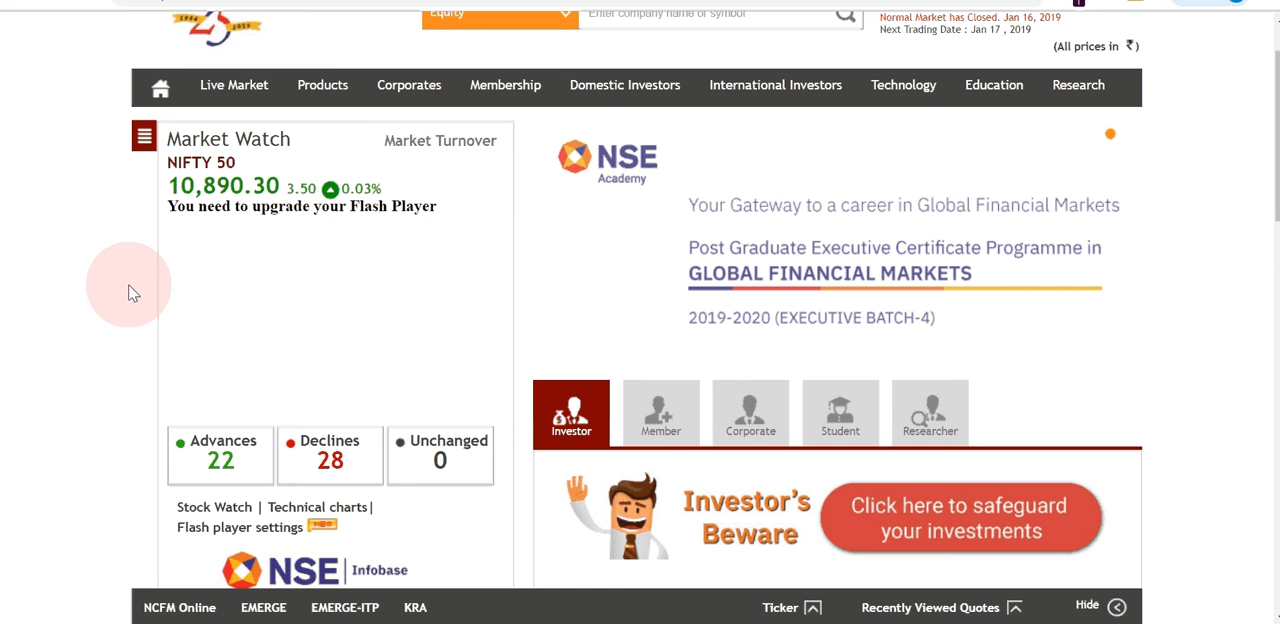 1994 2019
Equity
Enter company name or symbol
Normal Market has Closed. Jan 16, 2019
Next Trading Date : Jan 17 , 2019
(All prices in ₹)
Live Market Products Corporates Membership Domestic Investors International Investors Technology Education Research
Market Watch Market Turnover
NIFTY 50
10,890.30 3.50 0.03%
You need to upgrade your Flash Player
Advances
22
Declines
28
Unchanged
0
Stock Watch | Technical charts|
Flash player settings NEW
NSE | Infobase
NSE
Academy
Your Gateway to a career in Global Financial Markets
Post Graduate Executive Certificate Programme in
GLOBAL FINANCIAL MARKETS
2019-2020 (EXECUTIVE BATCH-4)
Investor Member Corporate Student Researcher
Investor's
Beware
Click here to safeguard
your investments
NCFM Online EMERGE EMERGE-ITP KRA Ticker Recently Viewed Quotes Hide